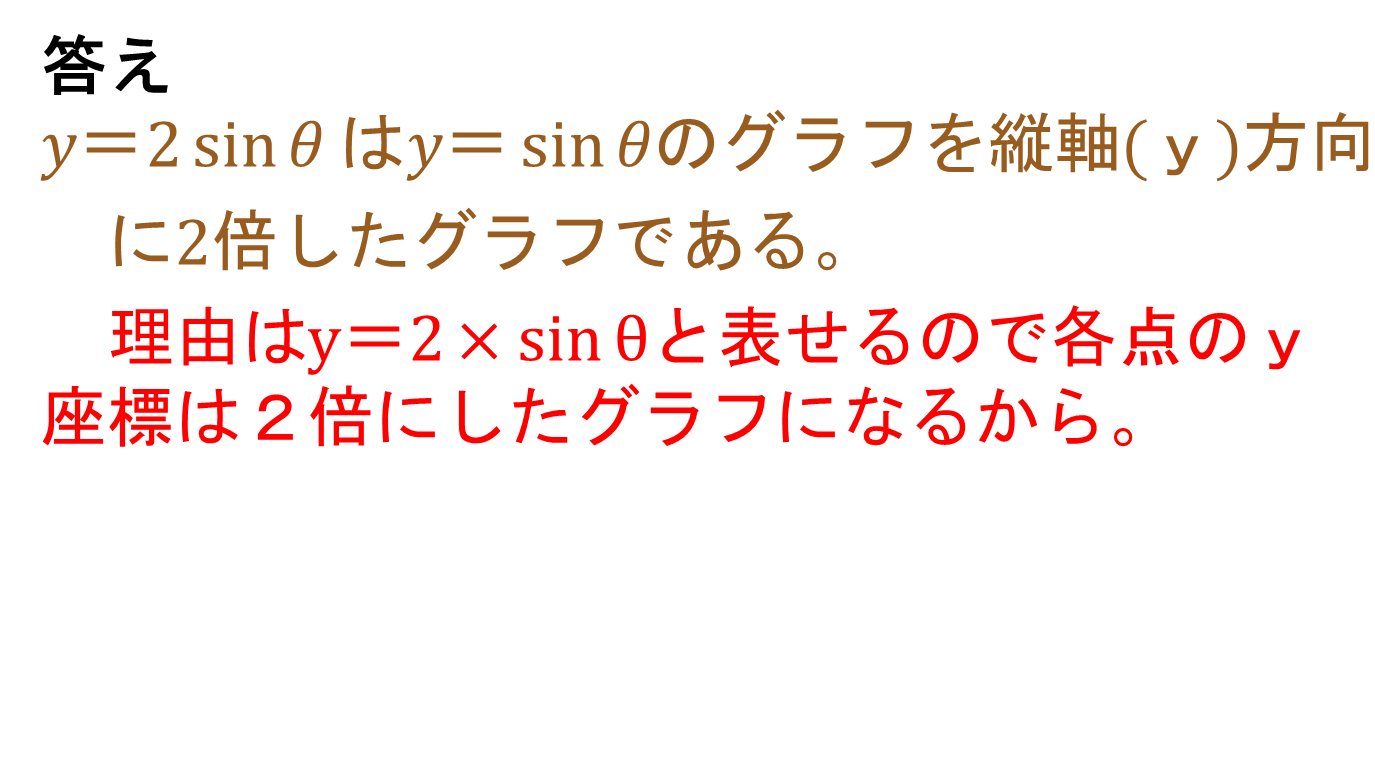 答え
y＝2 sin θ はy＝ sin θのグラフを縦軸(ｙ)方向
に2倍したグラフである。
理由はy＝2 × sin θと表せるので各点のｙ
座標は２倍にしたグラフになるから。